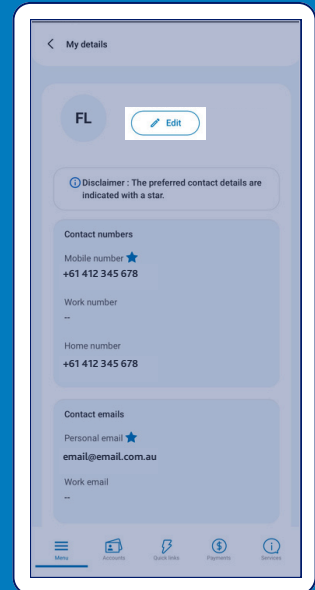 My details
FL
Edit
Disclaimer : The preferred contact details are
indicated with a star.
Contact numbers
Mobile number
+61 412 345 678
Work number
--
Home number
+61 412 345 678
Contact emails
Personal email
email@email.com.au
Work email
--
Menu Accounts Quick links Payments Services